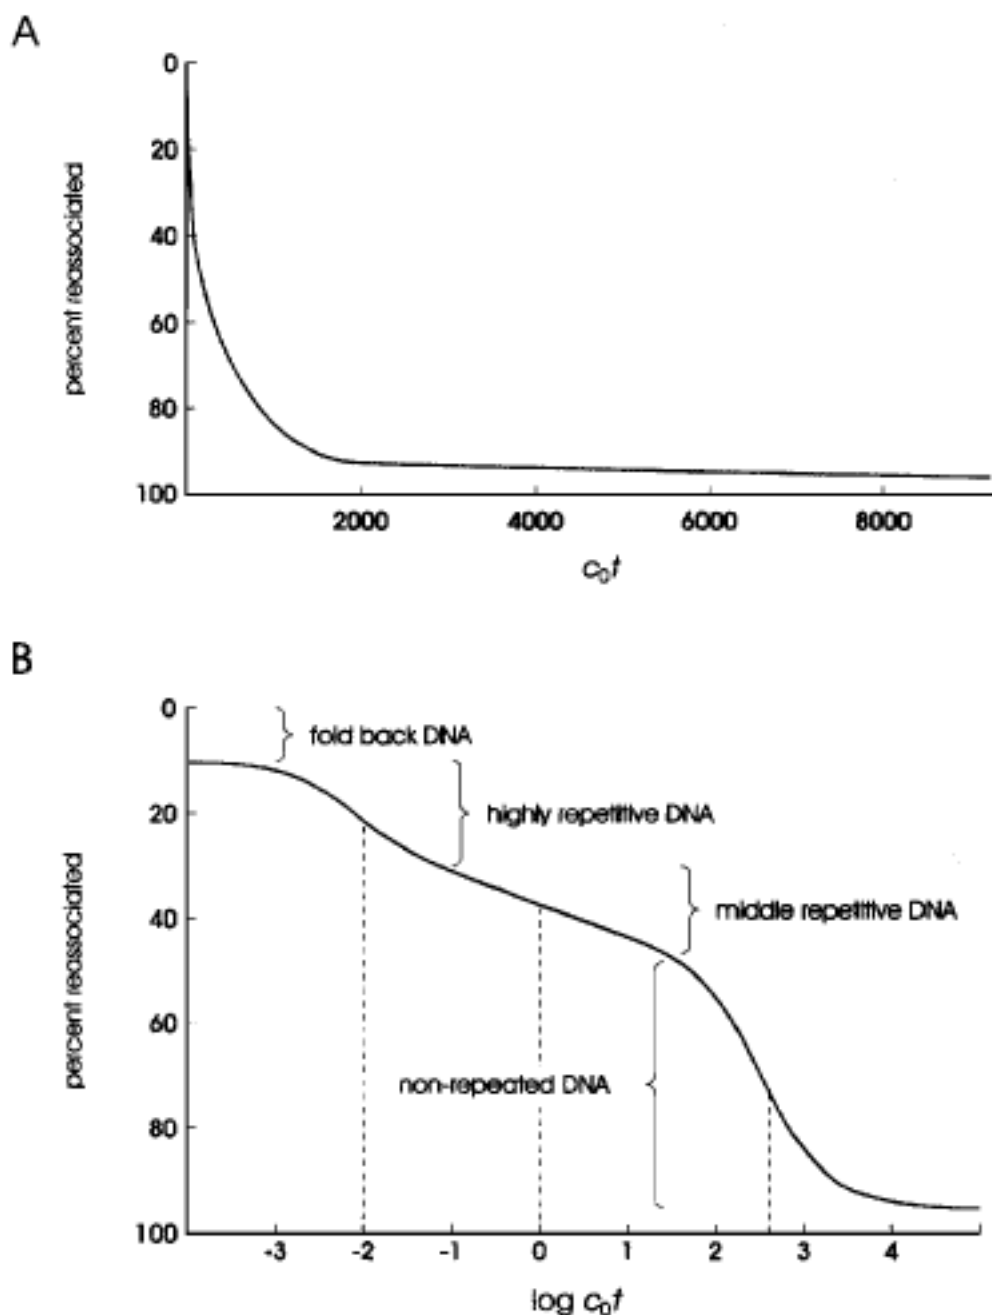 A
0
20
40
60
80
100
percent reassociated
2000 4000 6000 8000
c₀t
B
0
20
40
60
80
100
percent reassociated
fold back DNA
highly repetitive DNA
middle repetitive DNA
non-repeated DNA
-3 -2 -1 0 1 2 3 4
log c₀t